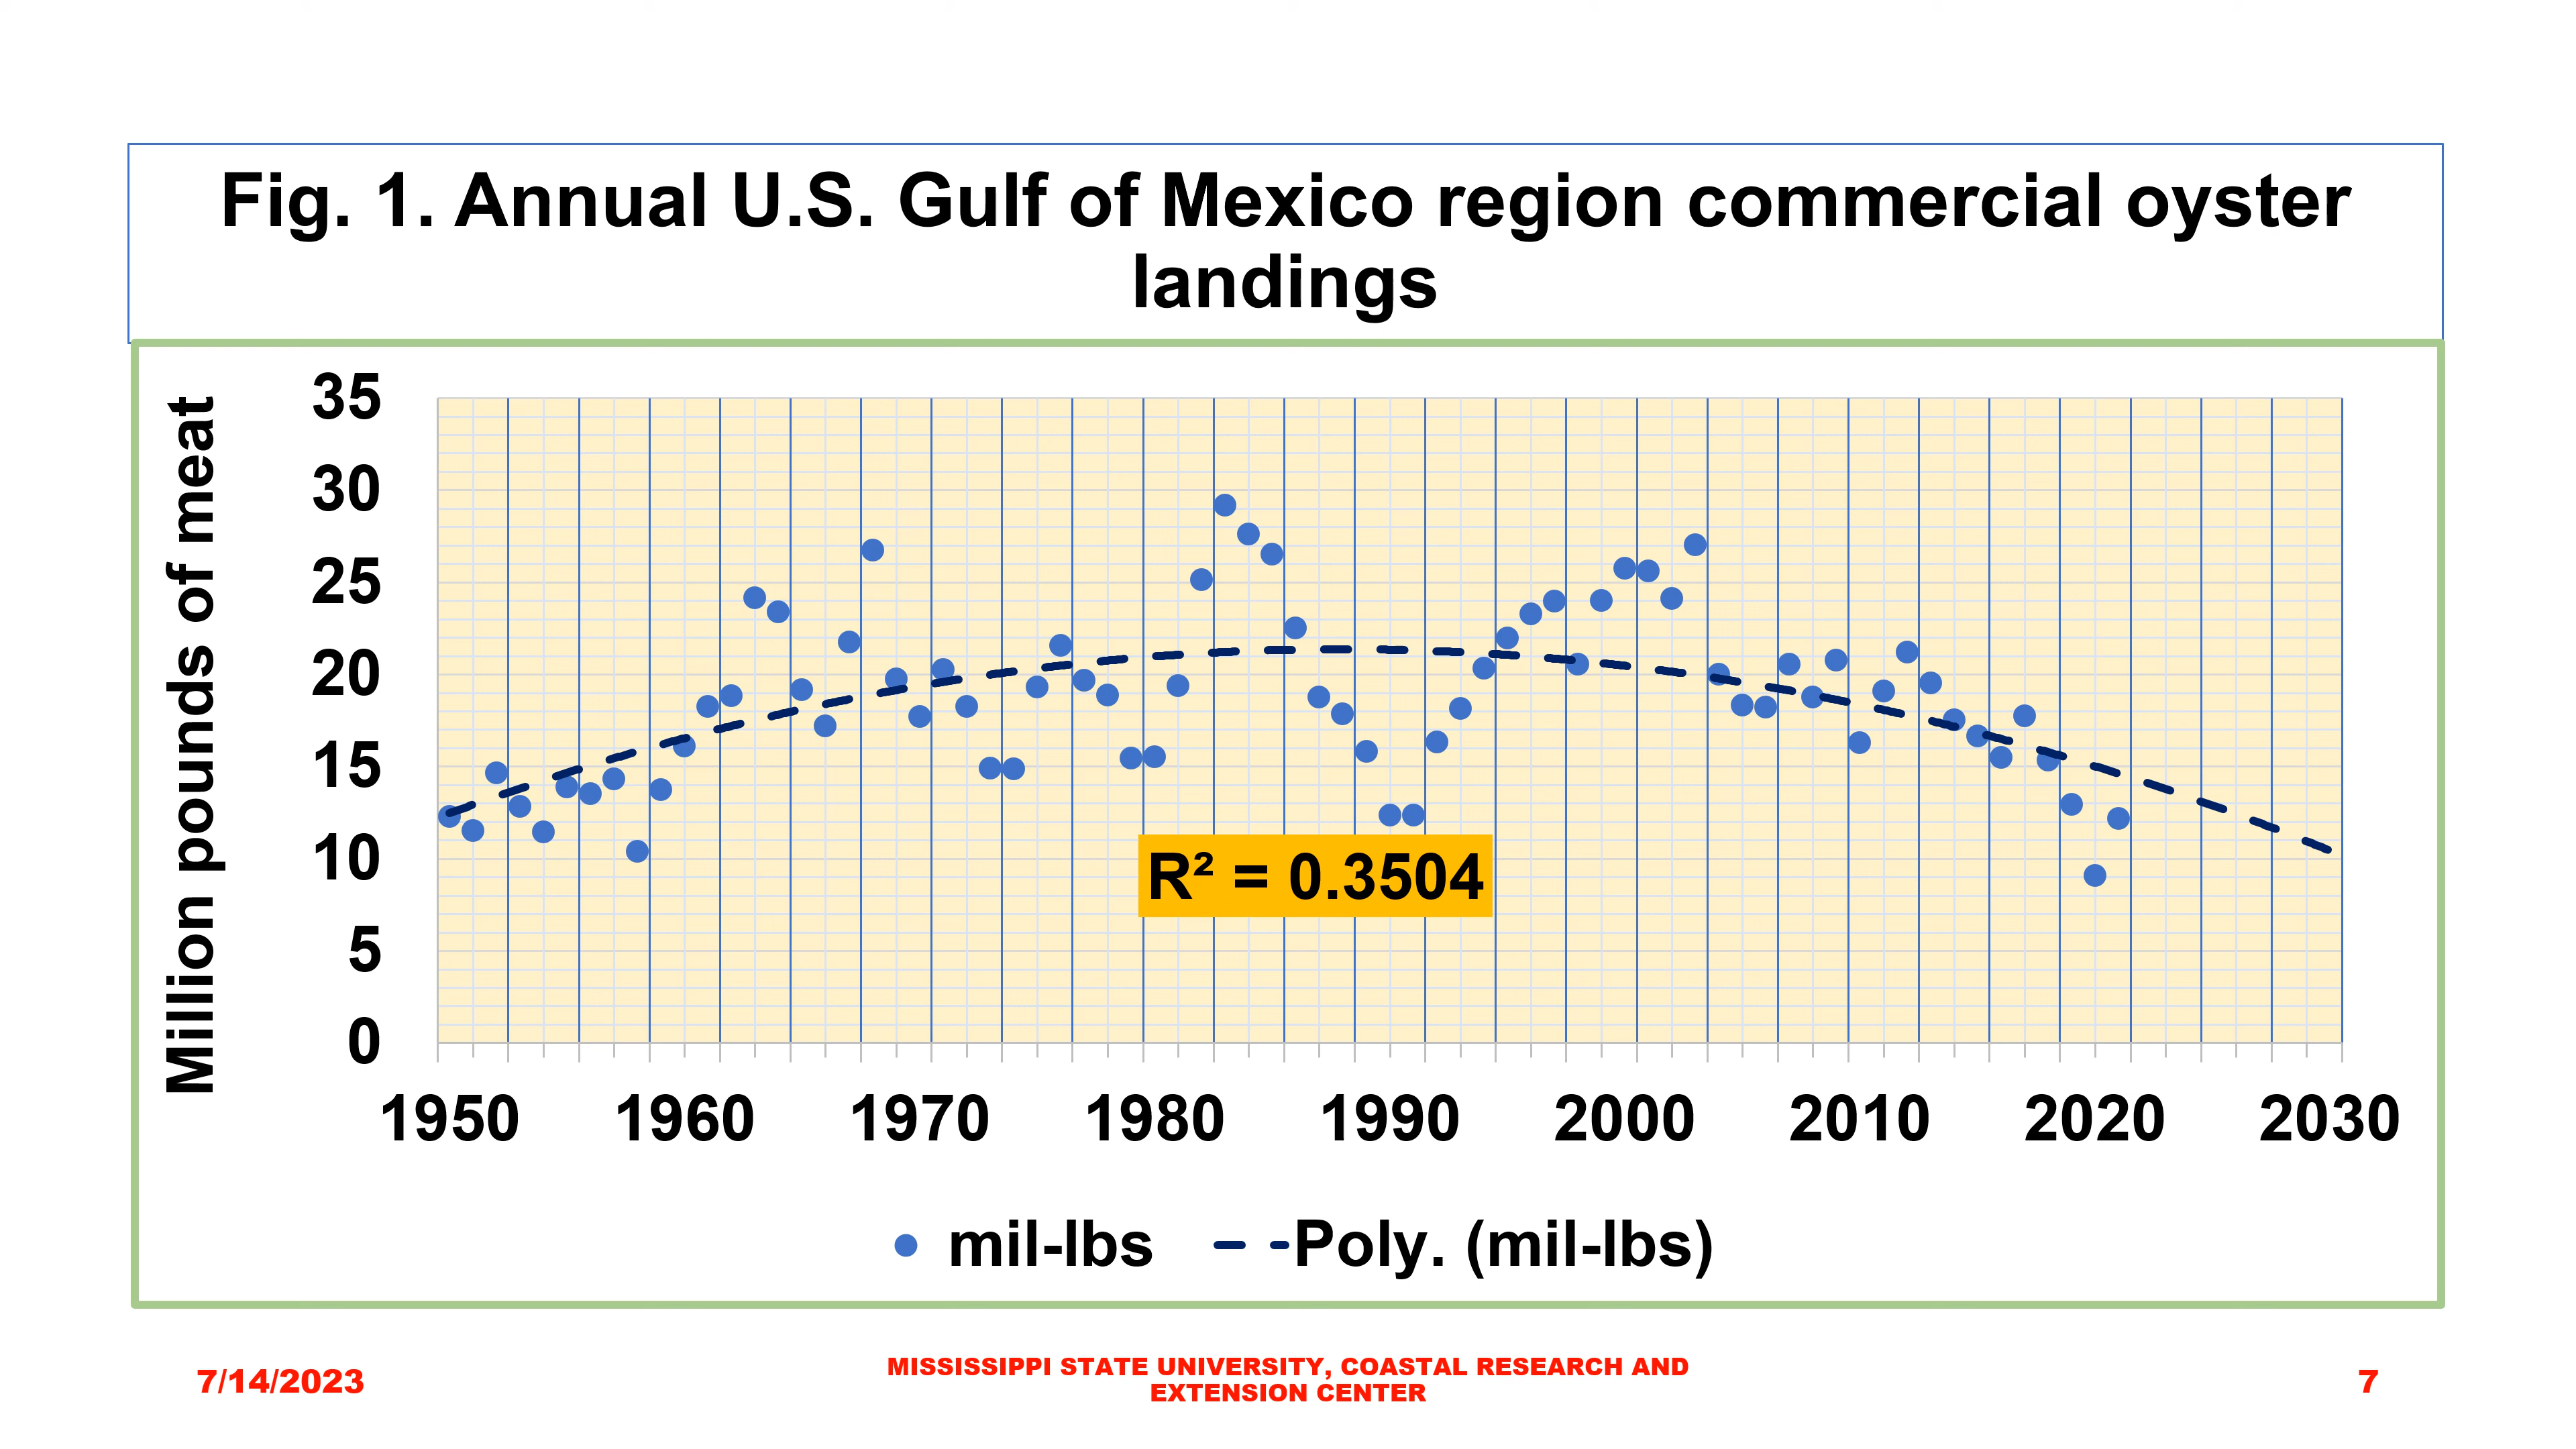 Fig. 1. Annual U.S. Gulf of Mexico region commercial oyster
landings
Million pounds of meat
35
30
25
20
15
10
5
0
R² = 0.3504
1950 1960 1970 1980 1990 2000 2010 2020 2030
mil-lbs Poly. (mil-lbs)
7/14/2023
MISSISSIPPI STATE UNIVERSITY, COASTAL RESEARCH AND
EXTENSION CENTER
7